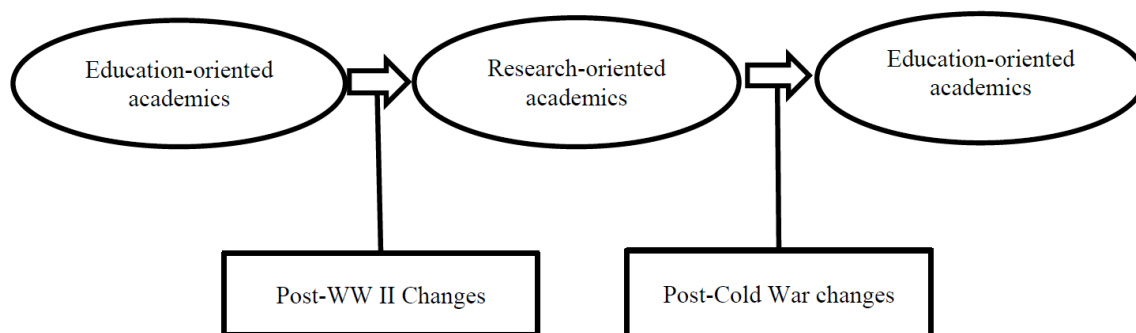 Education-oriented
academics
Research-oriented
academics
Education-oriented
academics
Post-WW II Changes
Post-Cold War changes